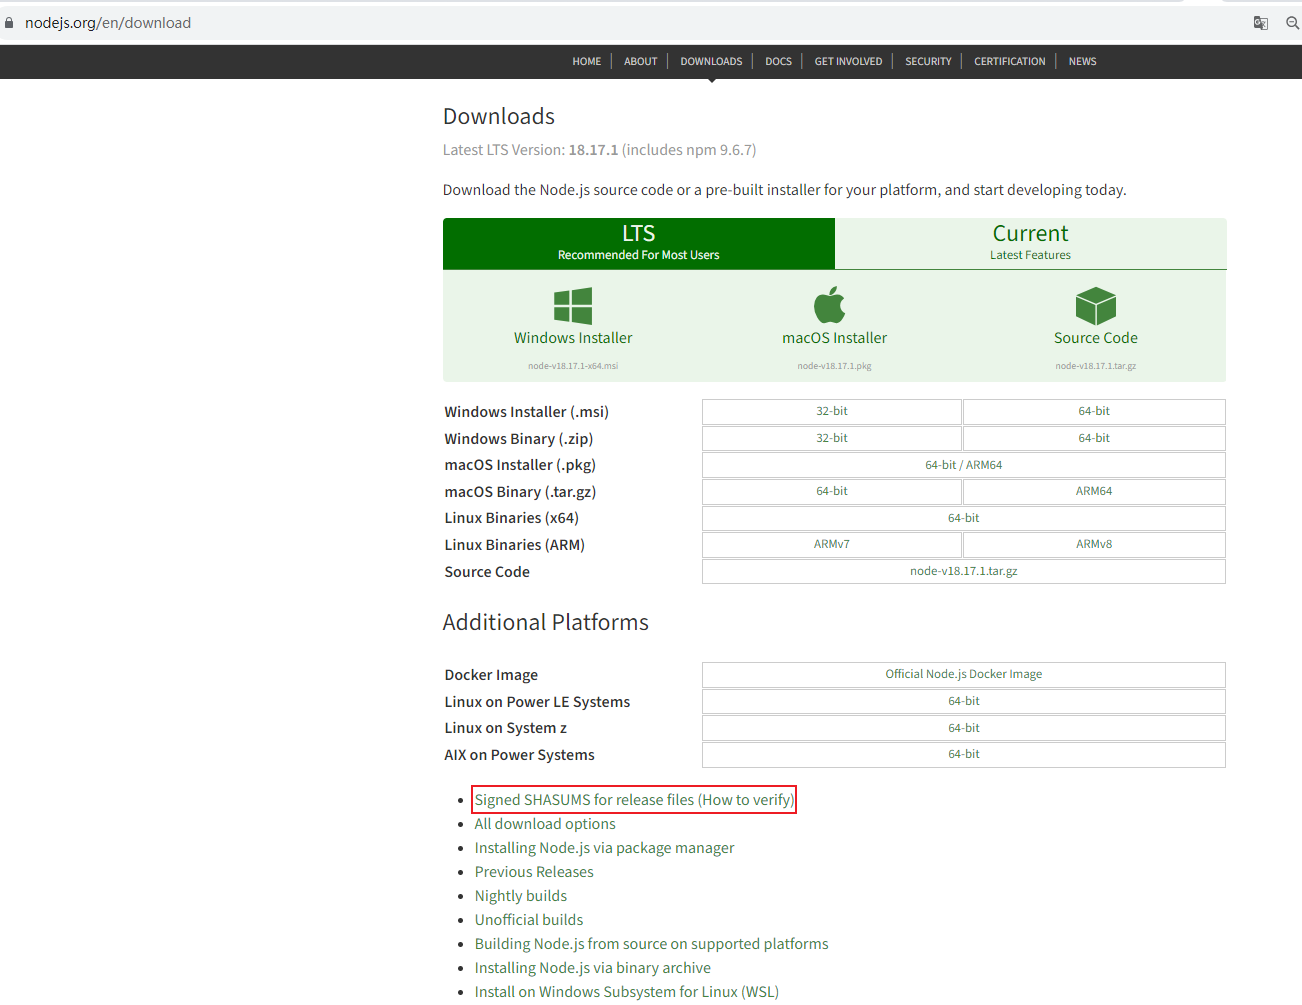 nodejs.org/en/download
HOME ABOUT DOWNLOADS DOCS GET INVOLVED SECURITY CERTIFICATION NEWS
Downloads
Latest LTS Version: 18.17.1 (includes npm 9.6.7)
Download the Node.js source code or a pre-built installer for your platform, and start developing today.
LTS Current
Recommended For Most Users Latest Features
Windows Installer macOS Installer Source Code
node-v18.17.1-x64.msi node-v18.17.1.pkg node-v18.17.1.tar.gz
Windows Installer (.msi) 32-bit 64-bit
Windows Binary (.zip) 32-bit 64-bit
macOS Installer (.pkg) 64-bit / ARM64
macOS Binary (.tar.gz) 64-bit ARM64
Linux Binaries (x64) 64-bit
Linux Binaries (ARM) ARMv7 ARMv8
Source Code node-v18.17.1.tar.gz
Additional Platforms
Docker Image Official Node.js Docker Image
Linux on Power LE Systems 64-bit
Linux on System z 64-bit
AIX on Power Systems 64-bit
• Signed SHASUMS for release files (How to verify)
• All download options
• Installing Node.js via package manager
• Previous Releases
• Nightly builds
• Unofficial builds
• Building Node.js from source on supported platforms
• Installing Node.js via binary archive
• Install on Windows Subsystem for Linux (WSL)